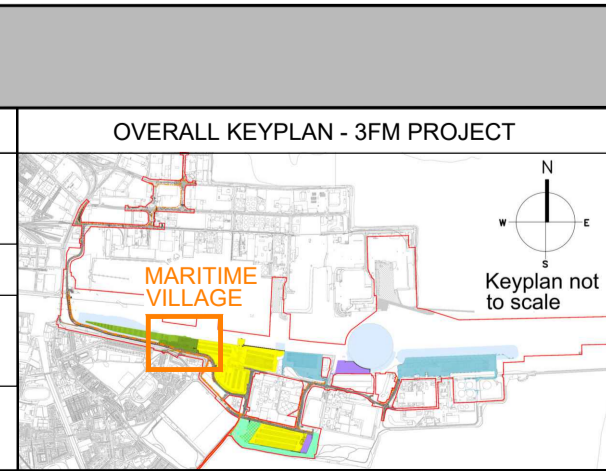 OVERALL KEYPLAN - 3FM PROJECT
N
W
E
S
MARITIME
VILLAGE
Keyplan not
to scale